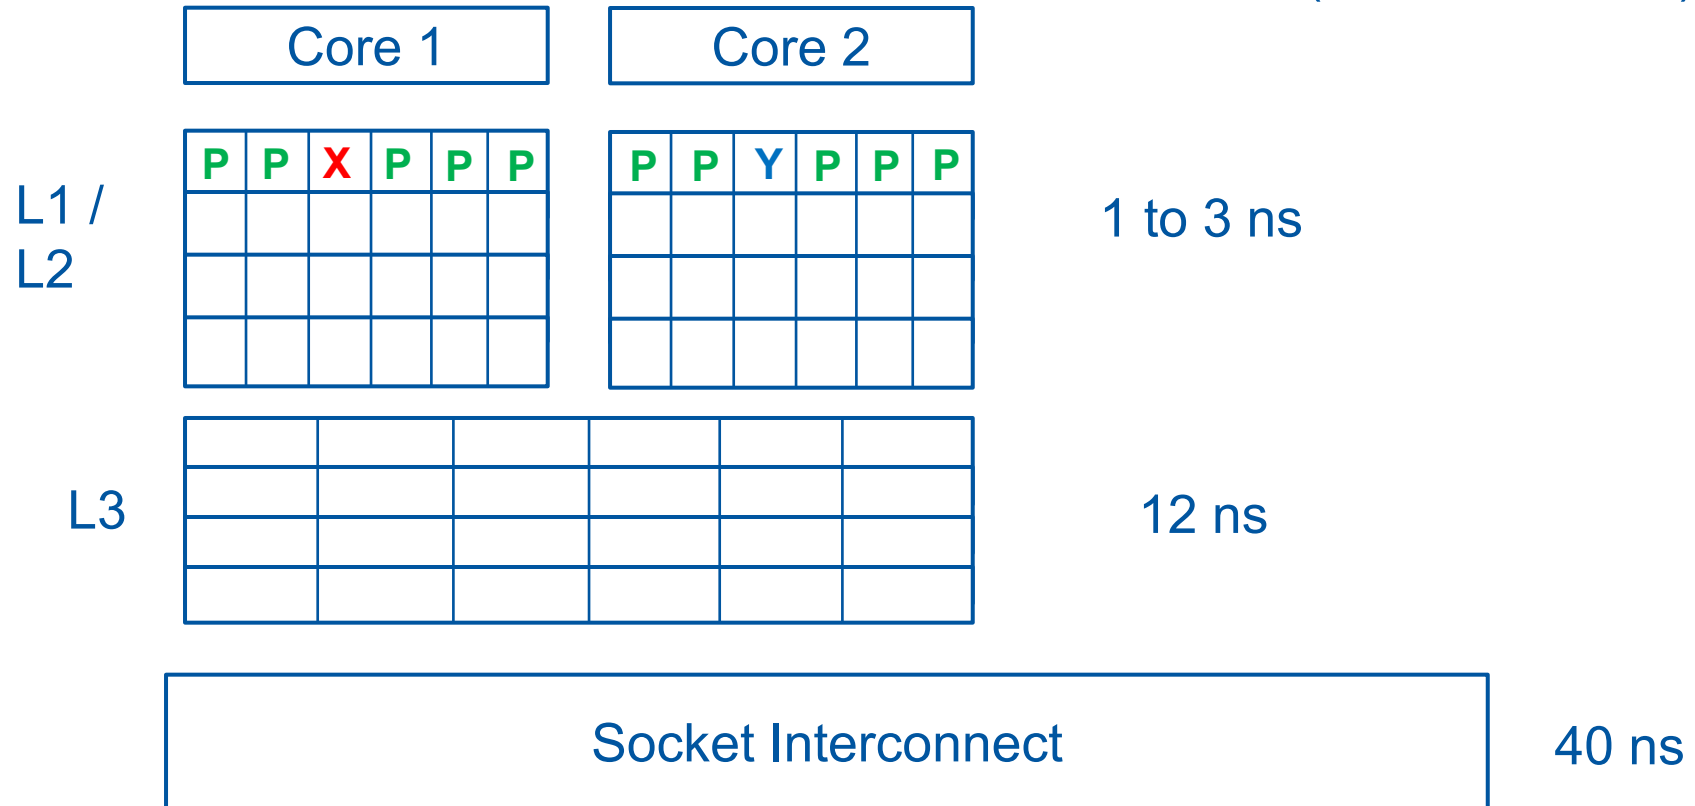 Core 1 Core 2
P P X P P P P P Y P P P
L1 /
L2
1 to 3 ns
L3
12 ns
Socket Interconnect
40 ns